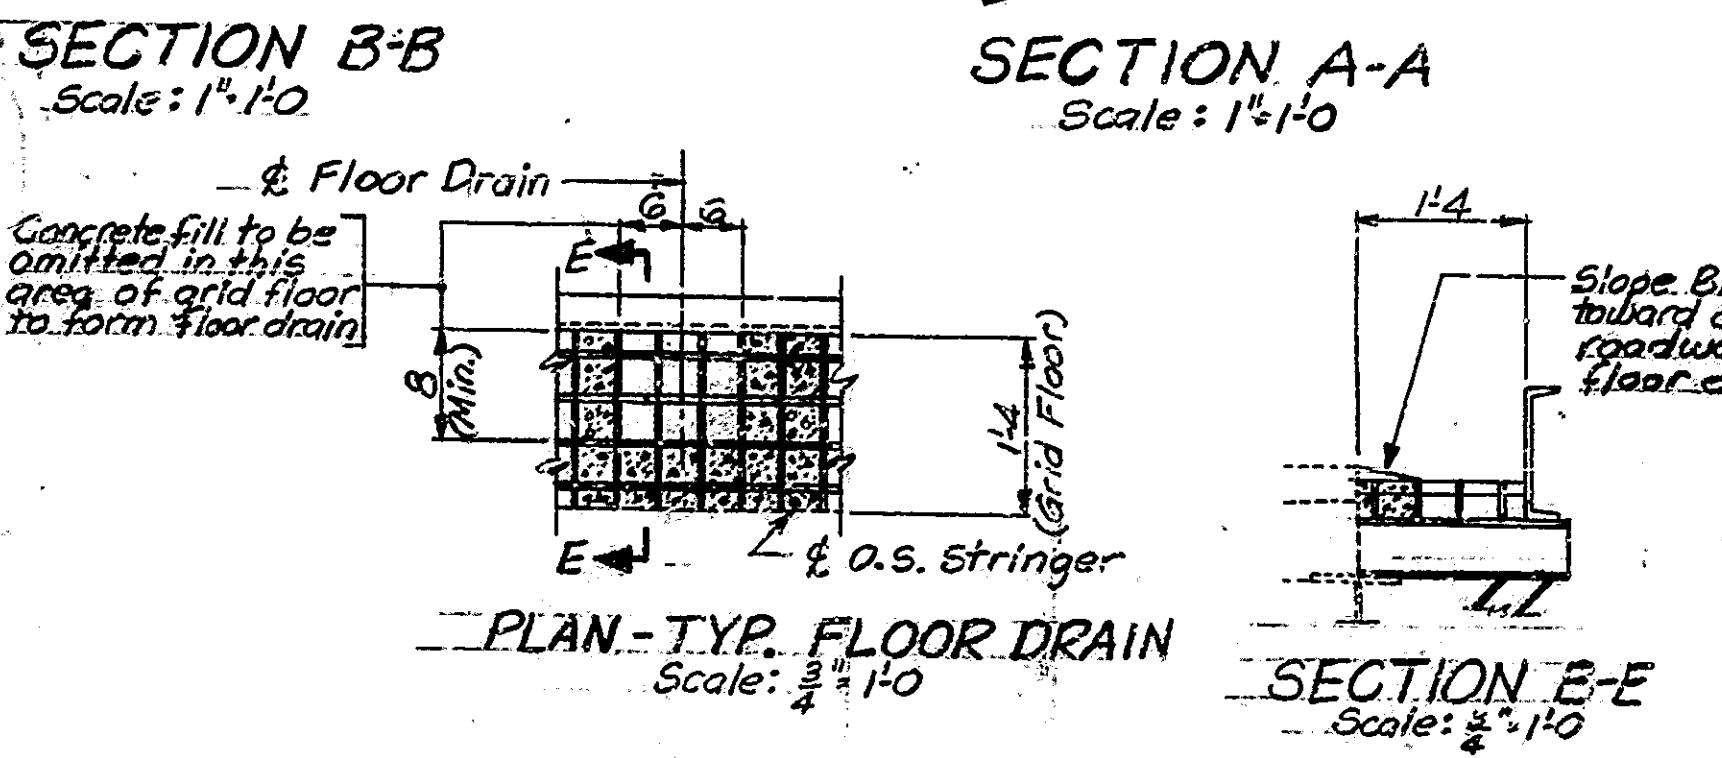 SECTION B-B
Scale: 1"=1'-0
SECTION A-A
Scale: 1"=1'-0
℄ Floor Drain
6
6
Concrete fill to be
omitted in this
area of grid floor
to form floor drain
E
8
(Min.)
1'-4
(Grid Floor)
E
℄ O.S. Stringer
PLAN-TYP. FLOOR DRAIN
Scale: 3/4"=1'-0
1'-4
Slope
toward
floor
SECTION E-E
Scale: 3/4"=1'-0